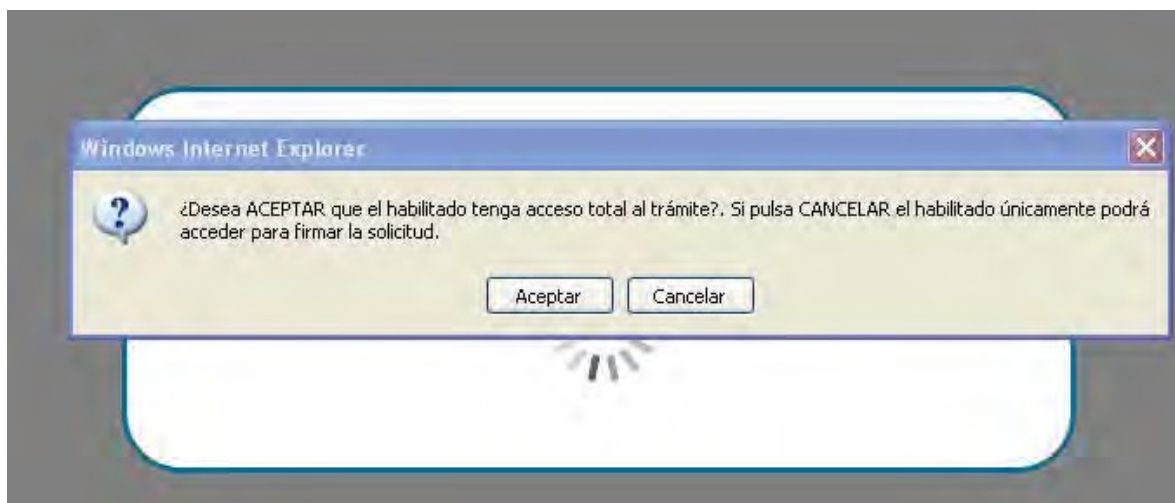 Windows Internet Explorer
¿Desea ACEPTAR que el habilitado tenga acceso total al trámite?. Si pulsa CANCELAR el habilitado únicamente podrá
acceder para firmar la solicitud.
Aceptar Cancelar